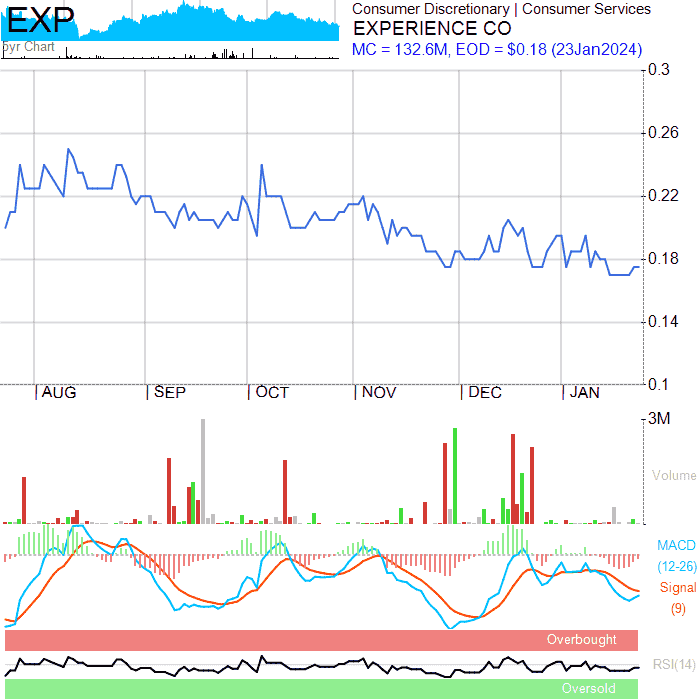 EXP
5yr Chart
Consumer Discretionary | Consumer Services
EXPERIENCE CO
MC = 132.6M, EOD = $0.18 (23Jan2024)
0.3
0.26
0.22
0.18
0.14
0.1
AUG SEP OCT NOV DEC JAN
3M
Volume
MACD
(12-26)
Signal
(9)
Overbought
RSI(14)
Oversold